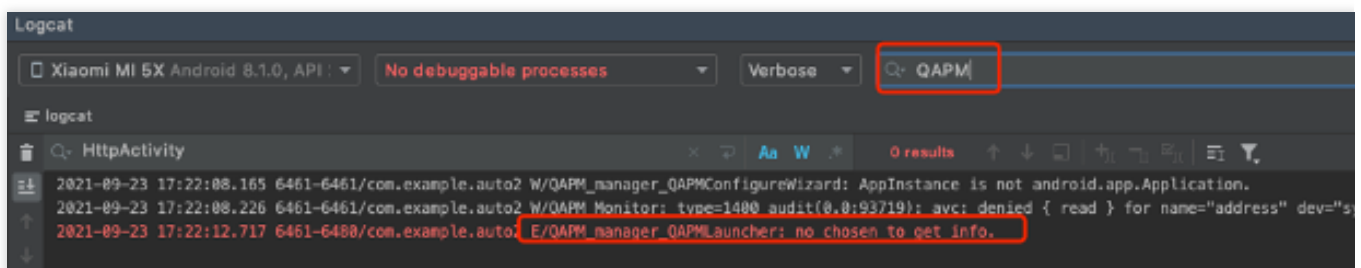 Logcat
Xiaomi MI 5X Android 8.1.0, API
No debuggable processes
Verbose
QAPM
logcat
HttpActivity
Aa W .*
0 results
2021-09-23 17:22:08.165 6461-6461/com.example.auto2 W/QAPM_manager_QAPMConfigureWizard: AppInstance is not android.app.Application.
2021-09-23 17:22:08.226 6461-6461/com.example.auto2 W/QAPM Monitor: type=1400 audit(0.0:93719): avc: denied { read } for name="address" dev="sy
2021-09-23 17:22:12.717 6461-6480/com.example.auto2 E/QAPM_manager_QAPMLauncher: no chosen to get info.